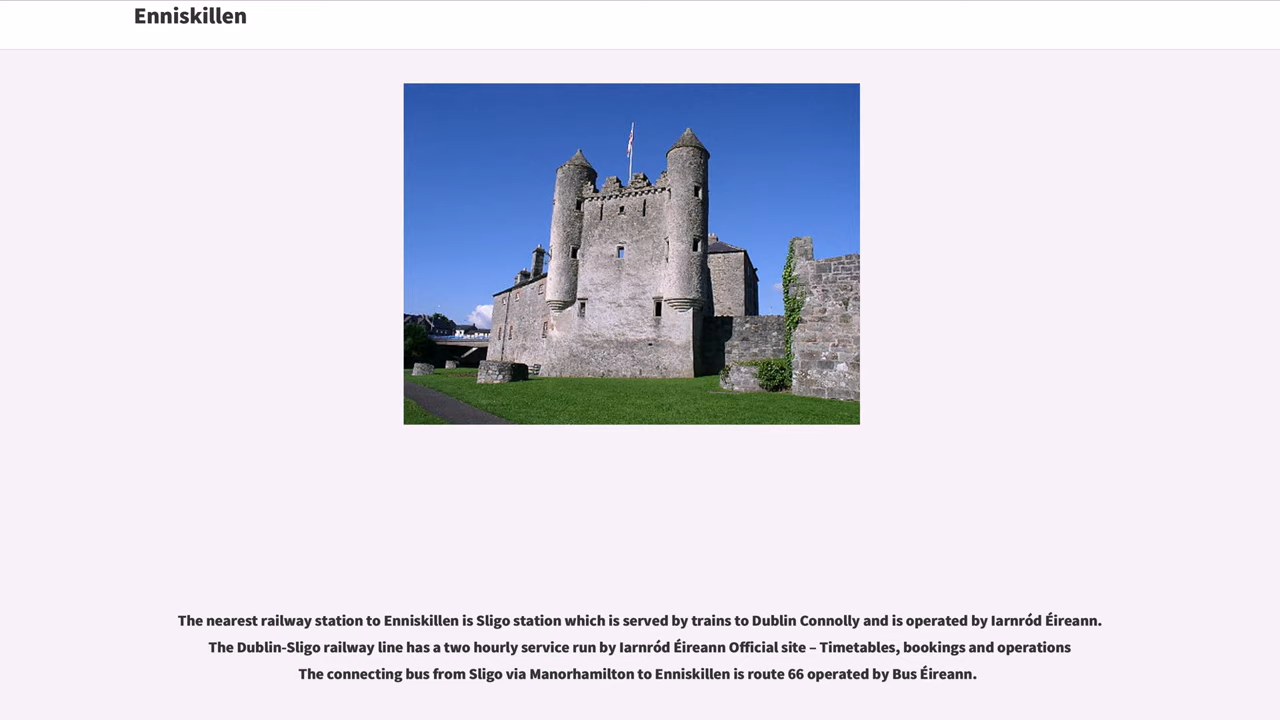 Enniskillen
The nearest railway station to Enniskillen is Sligo station which is served by trains to Dublin Connolly and is operated by Iarnród Éireann.
The Dublin-Sligo railway line has a two hourly service run by Iarnród Éireann Official site – Timetables, bookings and operations
The connecting bus from Sligo via Manorhamilton to Enniskillen is route 66 operated by Bus Éireann.